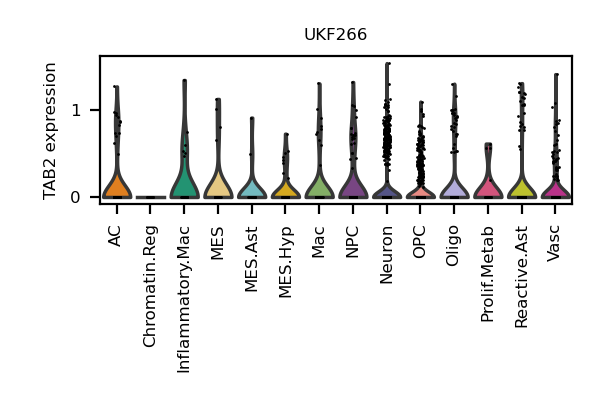 UKF266
TAB2 expression
1
0
AC
Chromatin.Reg
Inflammatory.Mac
MES
MES.Ast
MES.Hyp
Mac
NPC
Neuron
OPC
Oligo
Prolif.Metab
Reactive.Ast
Vasc